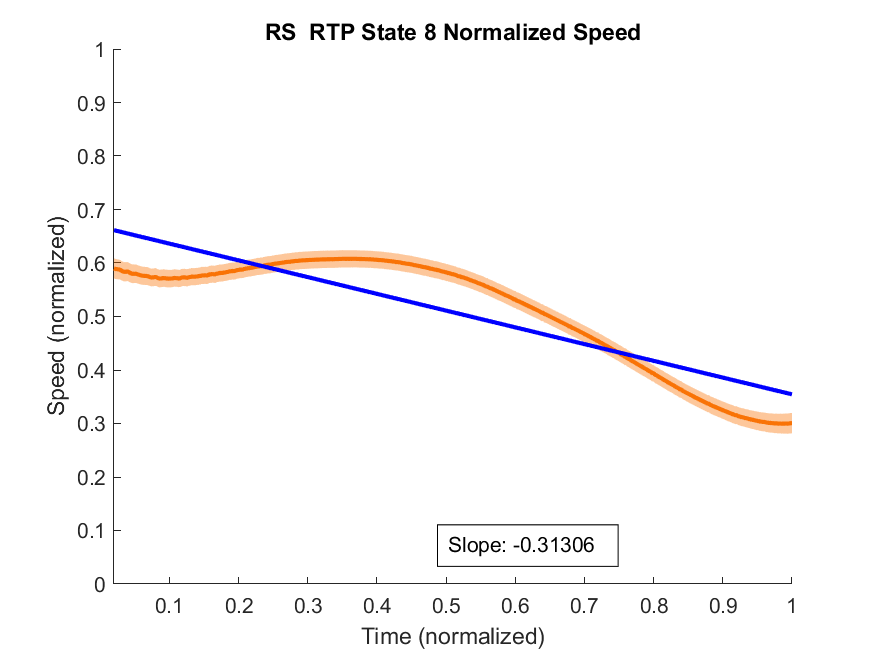 RS  RTP State 8 Normalized Speed
1
0.9
0.8
0.7
0.6
0.5
0.4
0.3
0.2
0.1
0
Speed (normalized)
Slope: -0.31306
0.1 0.2 0.3 0.4 0.5 0.6 0.7 0.8 0.9 1
Time (normalized)